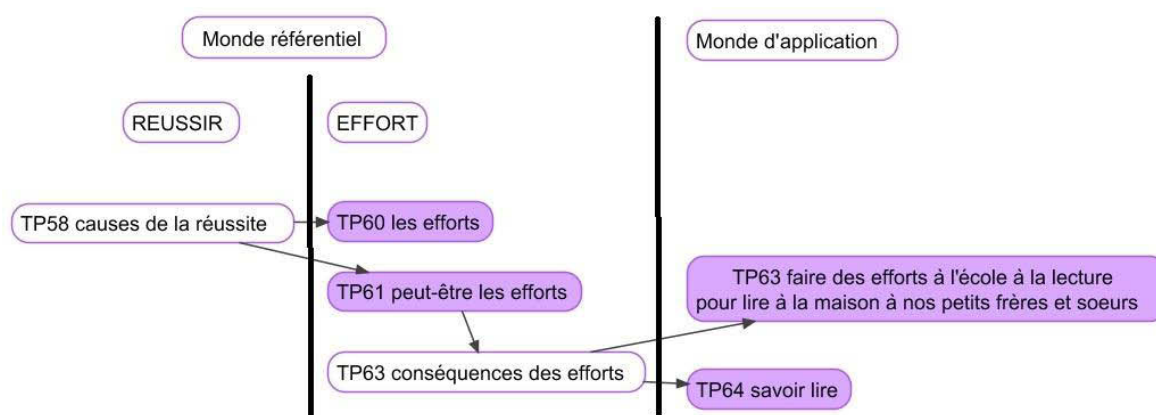 Monde référentiel
Monde d'application
REUSSIR
EFFORT
TP58 causes de la réussite
TP60 les efforts
TP61 peut-être les efforts
TP63 faire des efforts à l'école à la lecture
pour lire à la maison à nos petits frères et soeurs
TP63 conséquences des efforts
TP64 savoir lire